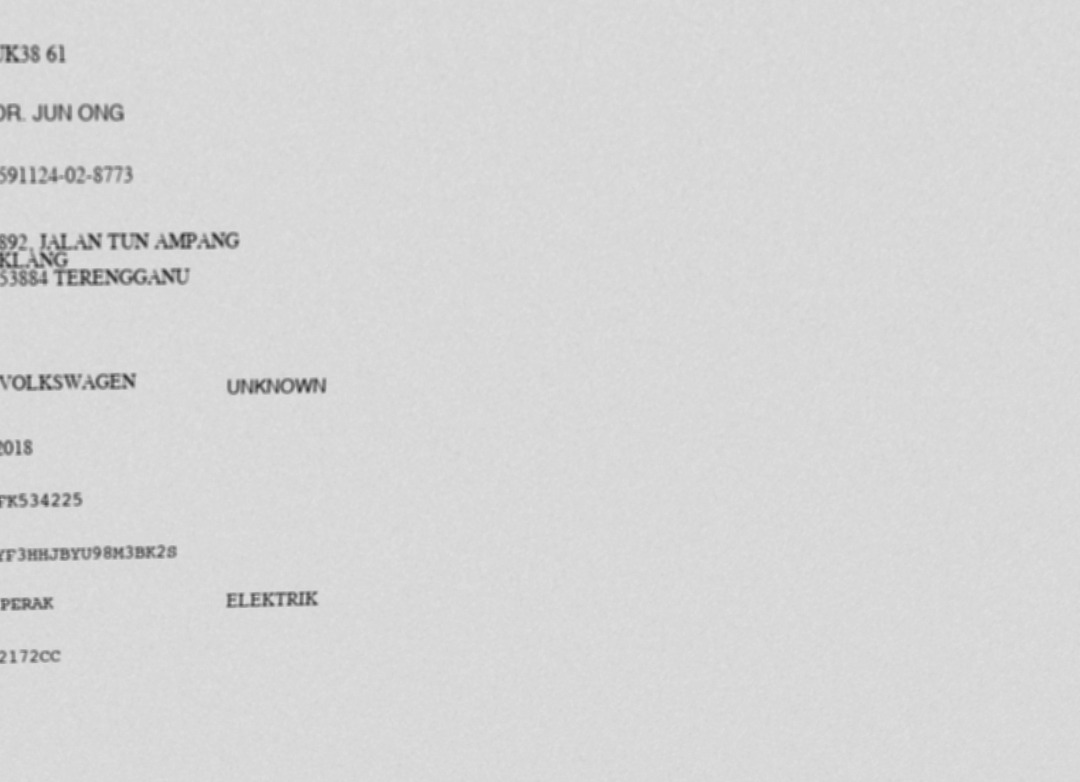 UK38 61
DR. JUN ONG
591124-02-8773
892, JALAN TUN AMPANG
KLANG
53884 TERENGGANU
VOLKSWAGEN UNKNOWN
2018
FK534225
YF3HHJBYU98M3BK2S
PERAK ELEKTRIK
2172CC